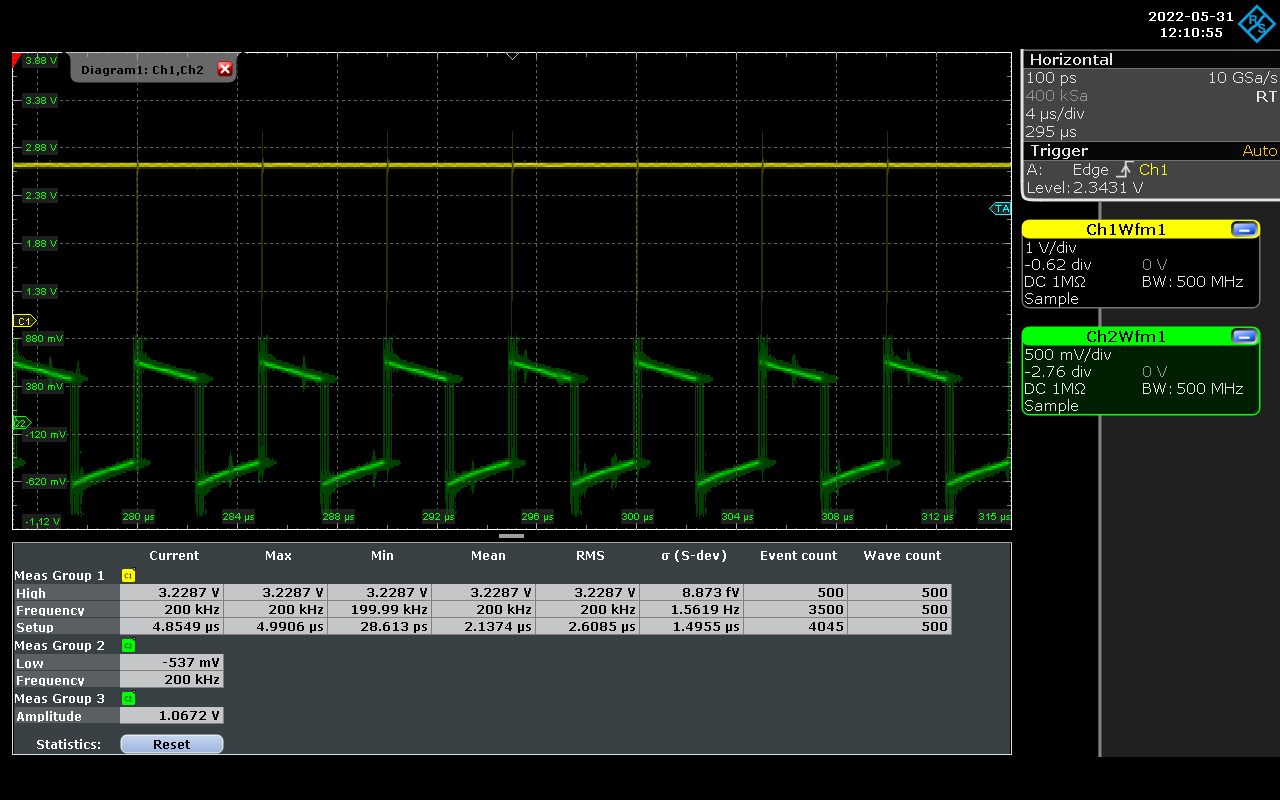 2022-05-31
12:10:55
R&S
Diagram1: Ch1,Ch2
3.88 V
3.38 V
2.88 V
2.38 V
1.88 V
1.38 V
880 mV
380 mV
-120 mV
-620 mV
-1.12 V
C1
C2
TA
280 µs 284 µs 288 µs 292 µs 296 µs 300 µs 304 µs 308 µs 312 µs 315 µs
Horizontal
100 ps 10 GSa/s
400 kSa RT
4 µs/div
295 µs
Trigger Auto
A: Edge Ch1
Level: 2.3431 V
Ch1Wfm1
1 V/div
-0.62 div 0 V
DC 1MΩ BW: 500 MHz
Sample
Ch2Wfm1
500 mV/div
-2.76 div 0 V
DC 1MΩ BW: 500 MHz
Sample
Current Max Min Mean RMS σ (S-dev) Event count Wave count
Meas Group 1 C1
High 3.2287 V 3.2287 V 3.2287 V 3.2287 V 3.2287 V 8.873 fV 500 500
Frequency 200 kHz 200 kHz 199.99 kHz 200 kHz 200 kHz 1.5619 Hz 3500 500
Setup 4.8549 µs 4.9906 µs 28.613 ps 2.1374 µs 2.6085 µs 1.4955 µs 4045 500
Meas Group 2 C2
Low -537 mV
Frequency 200 kHz
Meas Group 3 C2
Amplitude 1.0672 V
Statistics: Reset